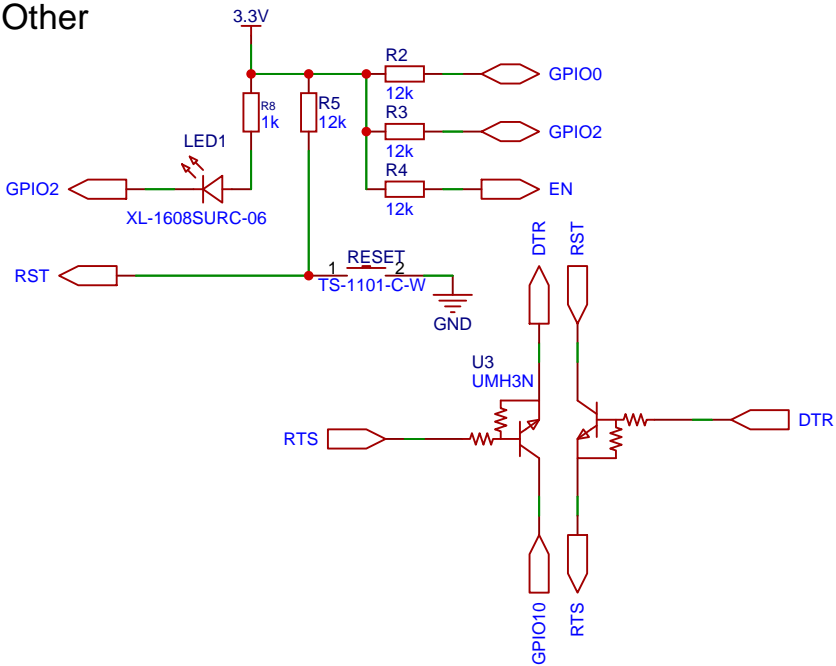 Other
3.3V
R2
GPIO0
12k
R8
1k
R5
12k
R3
GPIO2
12k
LED1
R4
GPIO2
EN
12k
XL-1608SURC-06
DTR
RST
RESET
1
2
RST
TS-1101-C-W
GND
U3
UMH3N
RTS
DTR
GPIO10
RTS